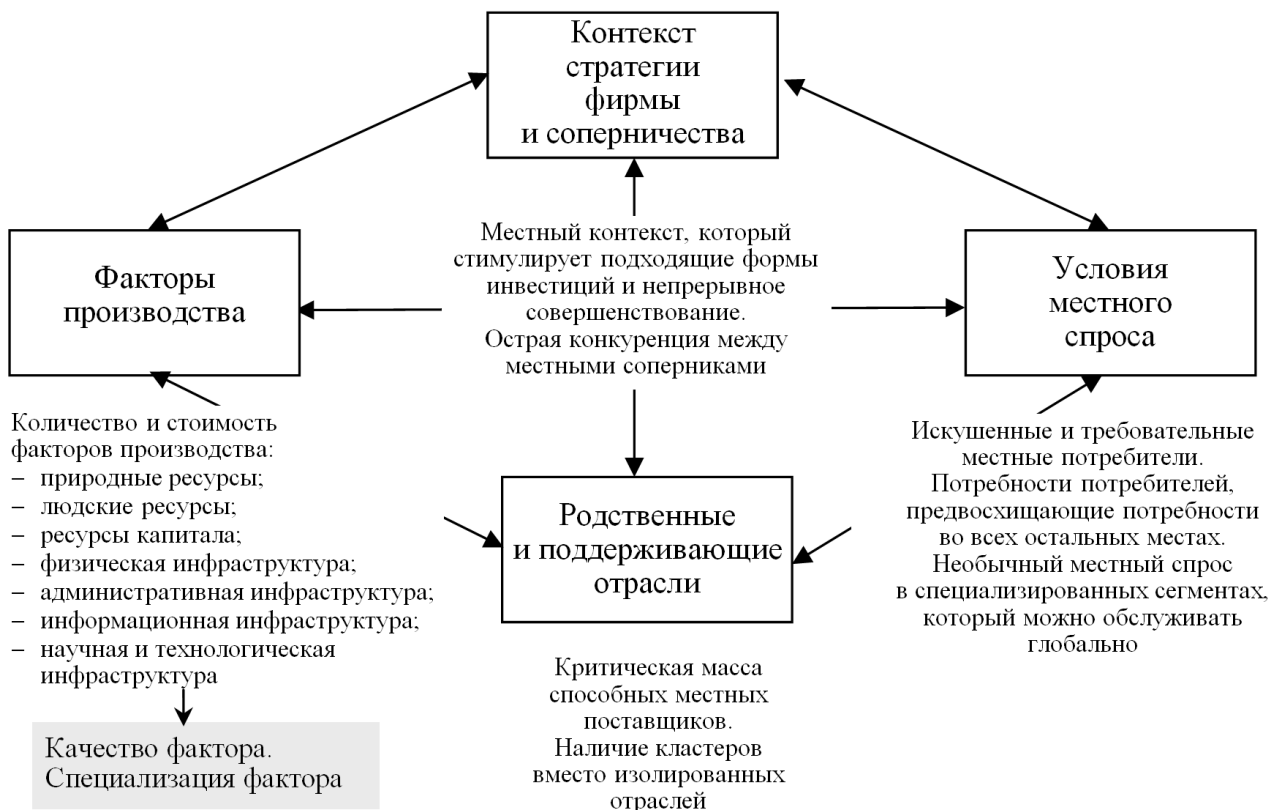 Контекст
стратегии
фирмы
и соперничества
Факторы
производства
Местный контекст, который
стимулирует подходящие формы
инвестиций и непрерывное
совершенствование.
Острая конкуренция между
местными соперниками
Условия
местного
спроса
Количество и стоимость
факторов производства:
– природные ресурсы;
– людские ресурсы;
– ресурсы капитала;
– физическая инфраструктура;
– административная инфраструктура;
– информационная инфраструктура;
– научная и технологическая
инфраструктура
Качество фактора.
Специализация фактора
Родственные
и поддерживающие
отрасли
Критическая масса
способных местных
поставщиков.
Наличие кластеров
вместо изолированных
отраслей
Искушенные и требовательные
местные потребители.
Потребности потребителей,
предвосхищающие потребности
во всех остальных местах.
Необычный местный спрос
в специализированных сегментах,
который можно обслуживать
глобально